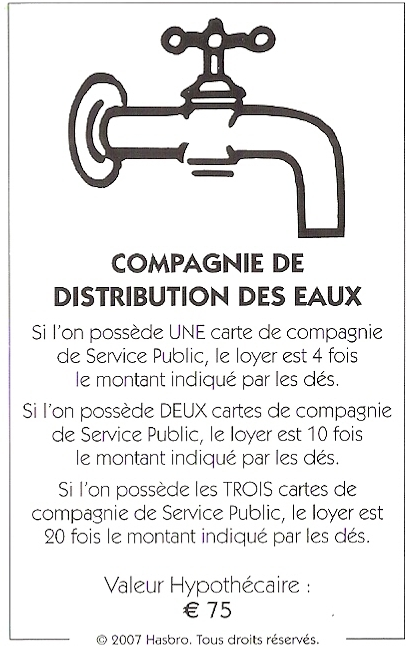 COMPAGNIE DE
DISTRIBUTION DES EAUX
Si l'on possède UNE carte de compagnie
de Service Public, le loyer est 4 fois
le montant indiqué par les dés.
Si l'on possède DEUX cartes de compagnie
de Service Public, le loyer est 10 fois
le montant indiqué par les dés.
Si l'on possède les TROIS cartes de
compagnie de Service Public, le loyer est
20 fois le montant indiqué par les dés.
Valeur Hypothécaire :
€ 75
© 2007 Hasbro. Tous droits réservés.